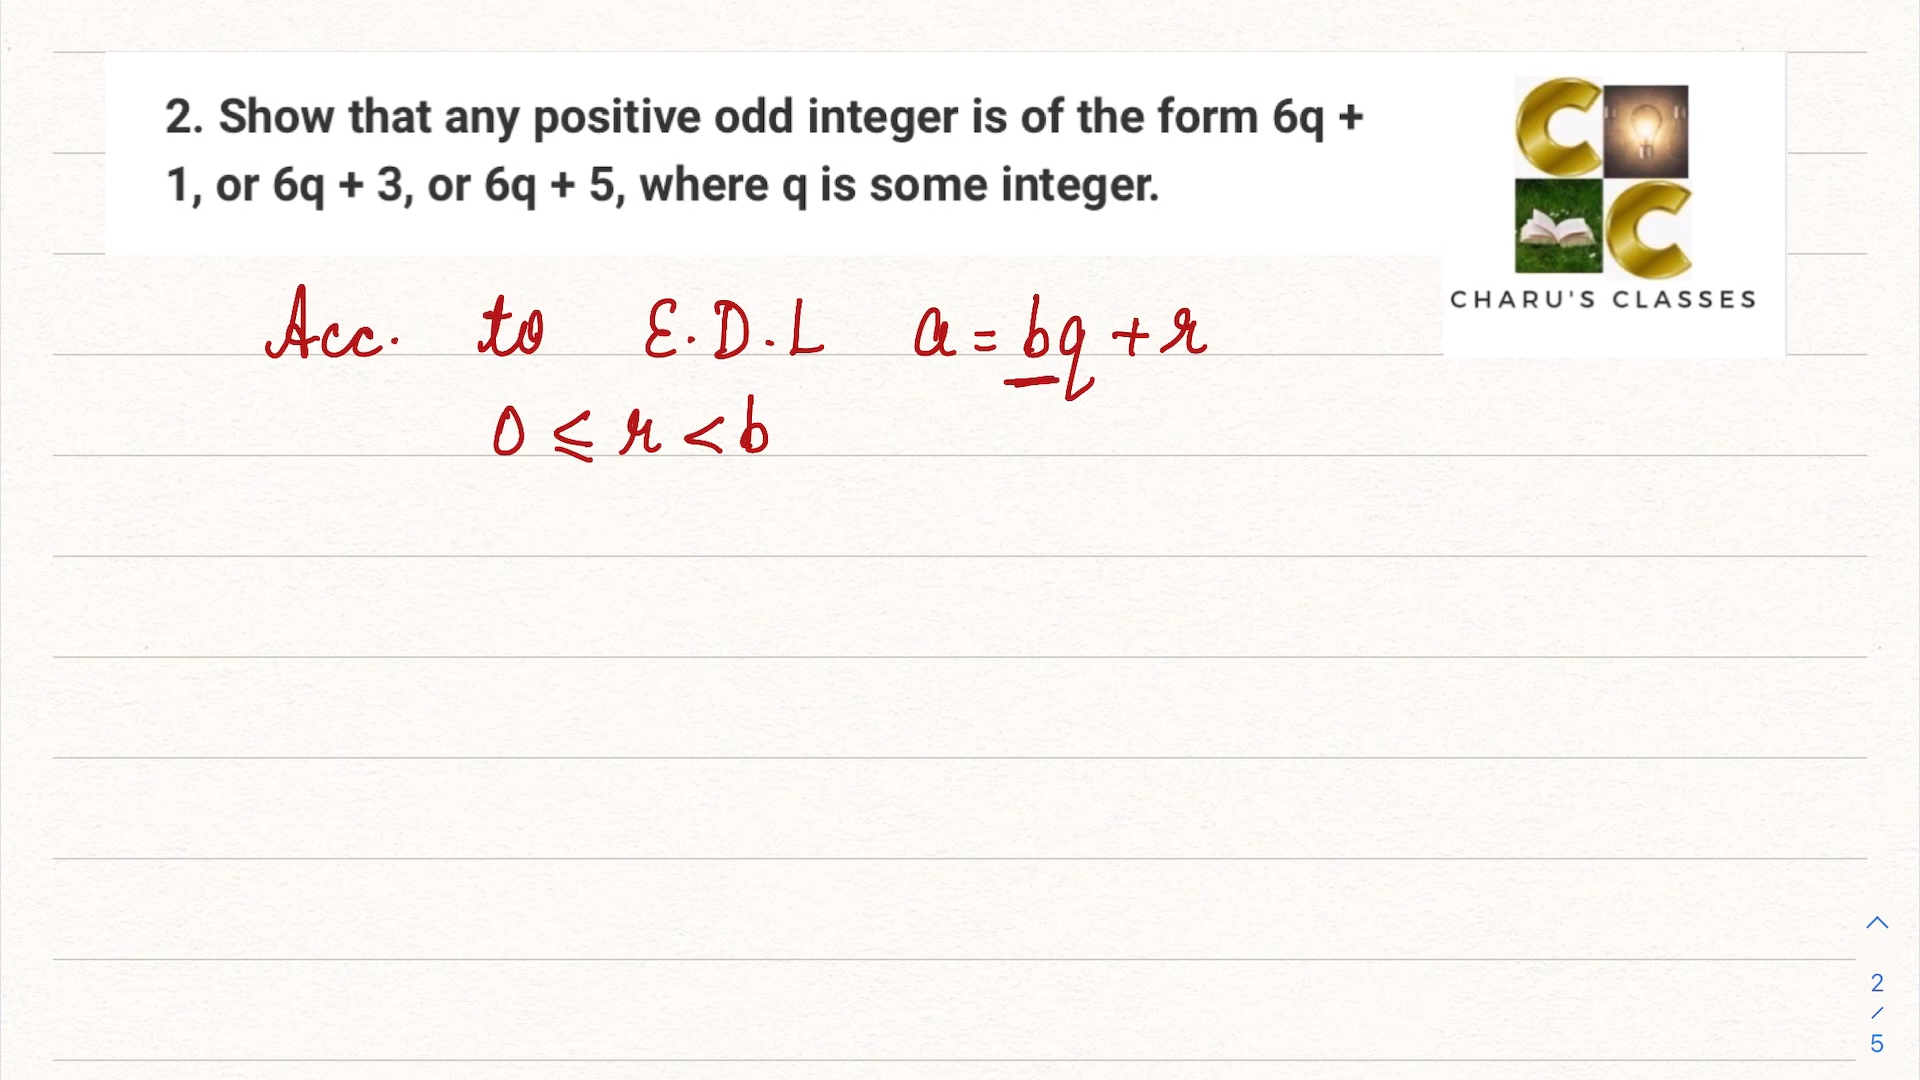 2. Show that any positive odd integer is of the form 6q +
1, or 6q + 3, or 6q + 5, where q is some integer.
CHARU'S CLASSES
Acc. to E.D.L a = bq + r
0 ≤ r < b
2
/
5